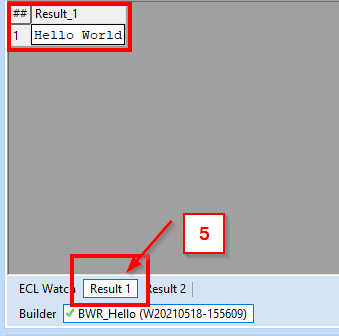 ## Result_1
1 Hello World
5
ECL Watch Result 1 Result 2
Builder BWR_Hello (W20210518-155609)